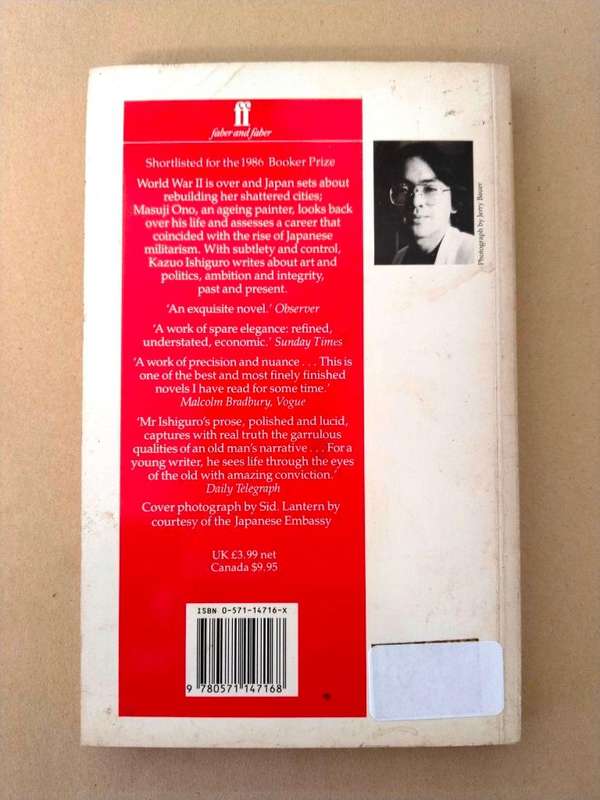 ff
faber and faber
Shortlisted for the 1986 Booker Prize
World War II is over and Japan sets about
rebuilding her shattered cities;
Masuji Ono, an ageing painter, looks back
over his life and assesses a career that
coincided with the rise of Japanese
militarism. With subtlety and control,
Kazuo Ishiguro writes about art and
politics, ambition and integrity,
past and present.
'An exquisite novel.' Observer
'A work of spare elegance: refined,
understated, economic.' Sunday Times
'A work of precision and nuance . . . This is
one of the best and most finely finished
novels I have read for some time.'
Malcolm Bradbury, Vogue
'Mr Ishiguro's prose, polished and lucid,
captures with real truth the garrulous
qualities of an old man's narrative . . . For a
young writer, he sees life through the eyes
of the old with amazing conviction.'
Daily Telegraph
Cover photograph by Sid. Lantern by
courtesy of the Japanese Embassy
UK £3.99 net
Canada $9.95
ISBN 0-571-14716-X
9 780571 147168
Photograph by Jerry Bauer